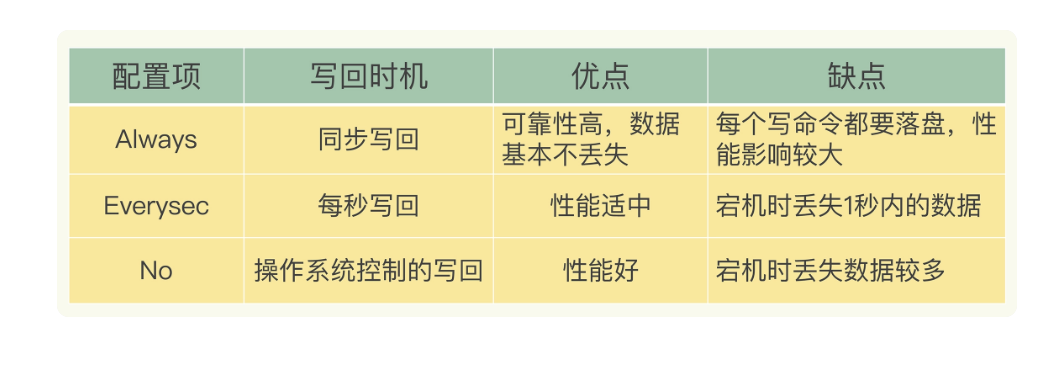 配置项 写回时机 优点 缺点
Always 同步写回 可靠性高，数据基本不丢失 每个写命令都要落盘，性能影响较大
Everysec 每秒写回 性能适中 宕机时丢失1秒内的数据
No 操作系统控制的写回 性能好 宕机时丢失数据较多